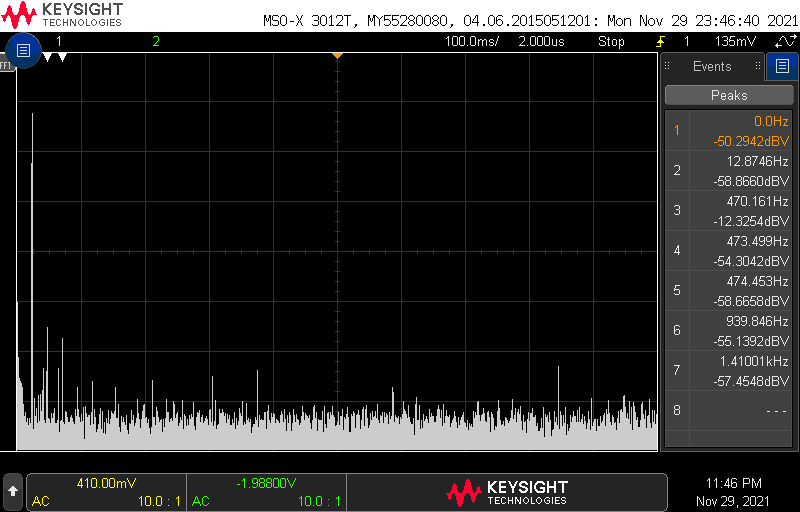 KEYSIGHT
TECHNOLOGIES
MSO-X 3012T, MY55280080, 04.06.2015051201: Mon Nov 29 23:46:40 2021
1 2 100.0ms/ 2.000us Stop 1 135mV
FFT
Events
Peaks
1 0.0Hz
-50.2942dBV
2 12.8746Hz
-58.8660dBV
3 470.161Hz
-12.3254dBV
4 473.499Hz
-54.3042dBV
5 474.453Hz
-58.6658dBV
6 939.846Hz
-55.1392dBV
7 1.41001kHz
-57.4548dBV
8 ---
410.00mV -1.98800V
AC 10.0 : 1 AC 10.0 : 1
KEYSIGHT
TECHNOLOGIES
11:46 PM
Nov 29, 2021